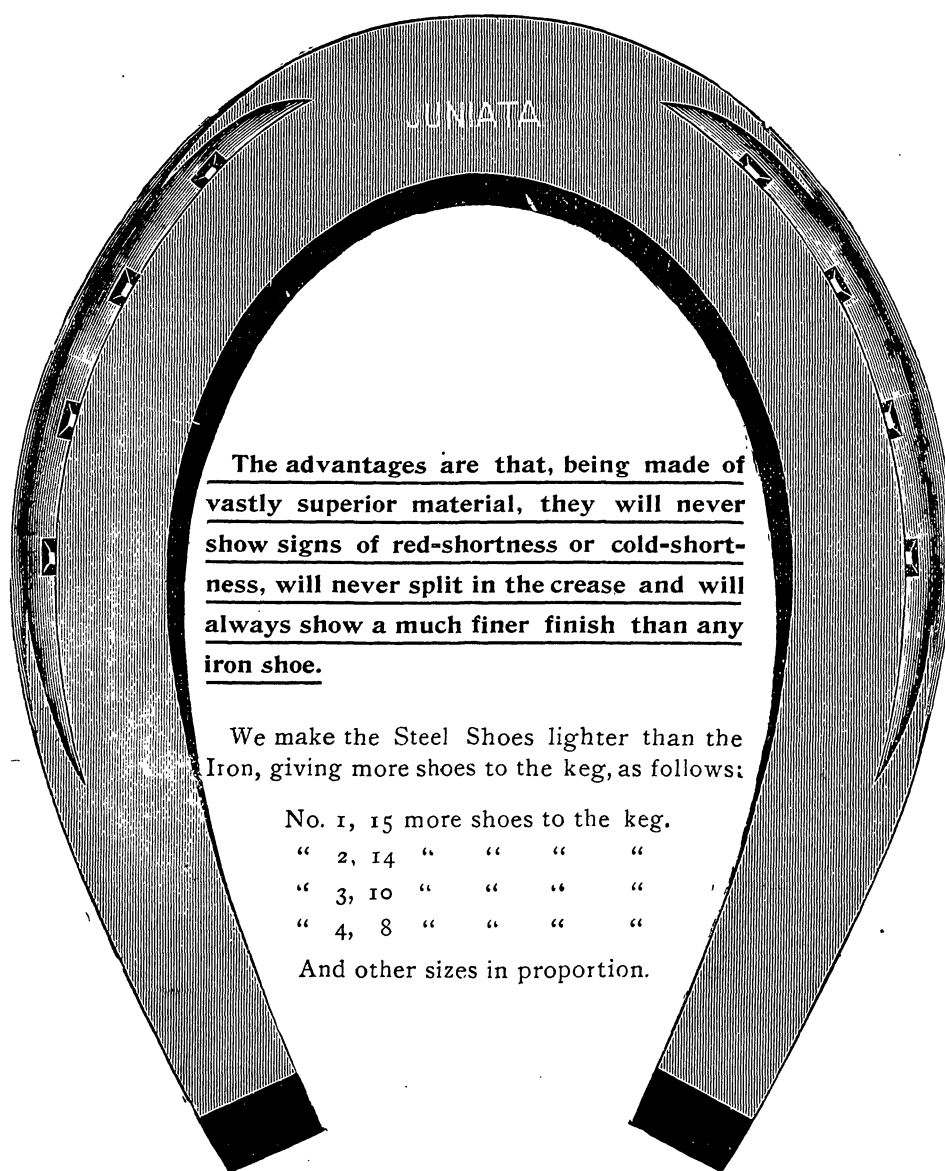 JUNIATA
The advantages are that, being made of
vastly superior material, they will never
show signs of red-shortness or cold-short-
ness, will never split in the crease and will
always show a much finer finish than any
iron shoe.
We make the Steel Shoes lighter than the
Iron, giving more shoes to the keg, as follows:
No. 1, 15 more shoes to the keg.
“ 2, 14 “ “ “ “
“ 3, 10 “ “ “ “
“ 4, 8 “ “ “ “
And other sizes in proportion.